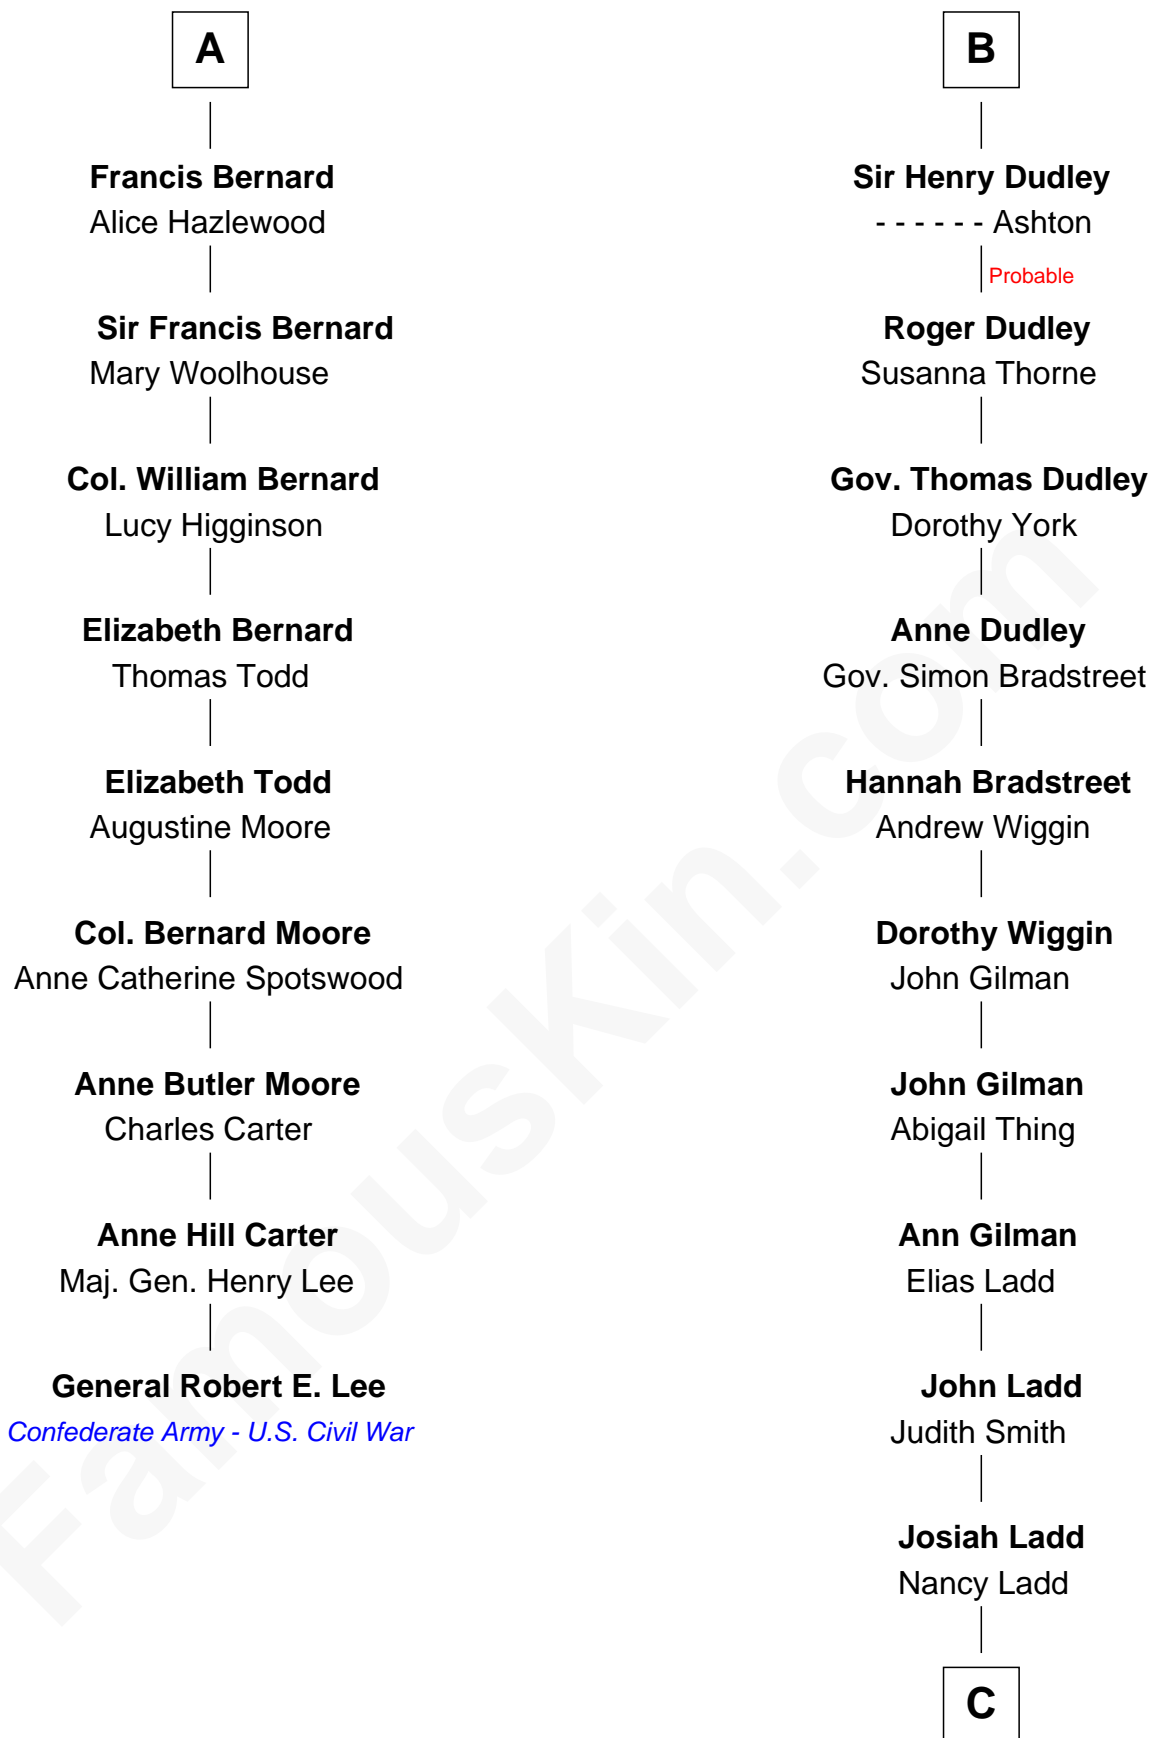 A
Francis Bernard
Alice Hazlewood
Sir Francis Bernard
Mary Woolhouse
Col. William Bernard
Lucy Higginson
Elizabeth Bernard
Thomas Todd
Elizabeth Todd
Augustine Moore
Col. Bernard Moore
Anne Catherine Spotswood
Anne Butler Moore
Charles Carter
Anne Hill Carter
Maj. Gen. Henry Lee
General Robert E. Lee
Confederate Army - U.S. Civil War
B
Sir Henry Dudley
- - - - - - Ashton
Probable
Roger Dudley
Susanna Thorne
Gov. Thomas Dudley
Dorothy York
Anne Dudley
Gov. Simon Bradstreet
Hannah Bradstreet
Andrew Wiggin
Dorothy Wiggin
John Gilman
John Gilman
Abigail Thing
Ann Gilman
Elias Ladd
John Ladd
Judith Smith
Josiah Ladd
Nancy Ladd
C
FamousKin.com